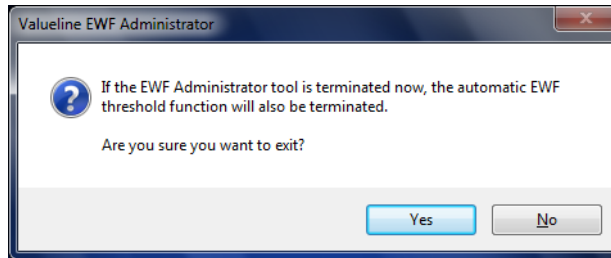 Valueline EWF Administrator
If the EWF Administrator tool is terminated now, the automatic EWF
threshold function will also be terminated.
Are you sure you want to exit?
Yes
No